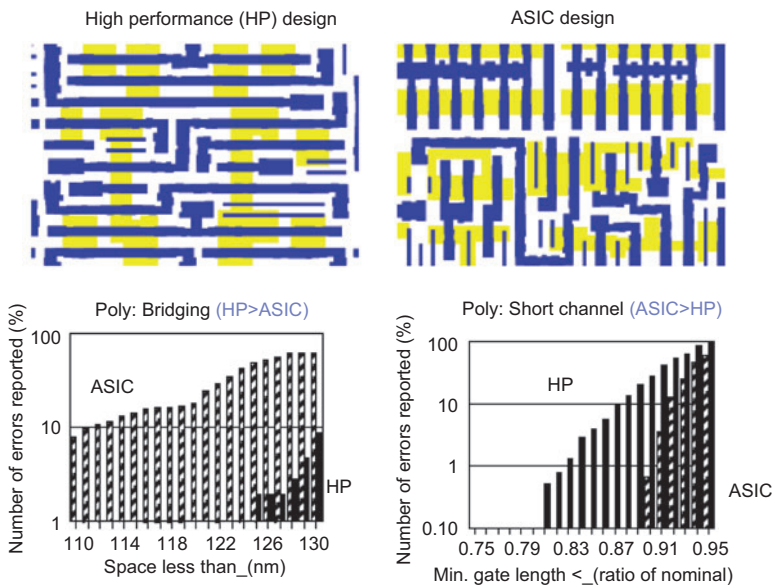 High performance (HP) design
ASIC design
Poly: Bridging (HP>ASIC)
Number of errors reported (%)
100
10
1
ASIC
HP
110 114 118 122 126 130
Space less than_(nm)
Poly: Short channel (ASIC>HP)
Number of errors reported (%)
100
10
1
0.10
HP
ASIC
0.75 0.79 0.83 0.87 0.91 0.95
Min. gate length <_(ratio of nominal)